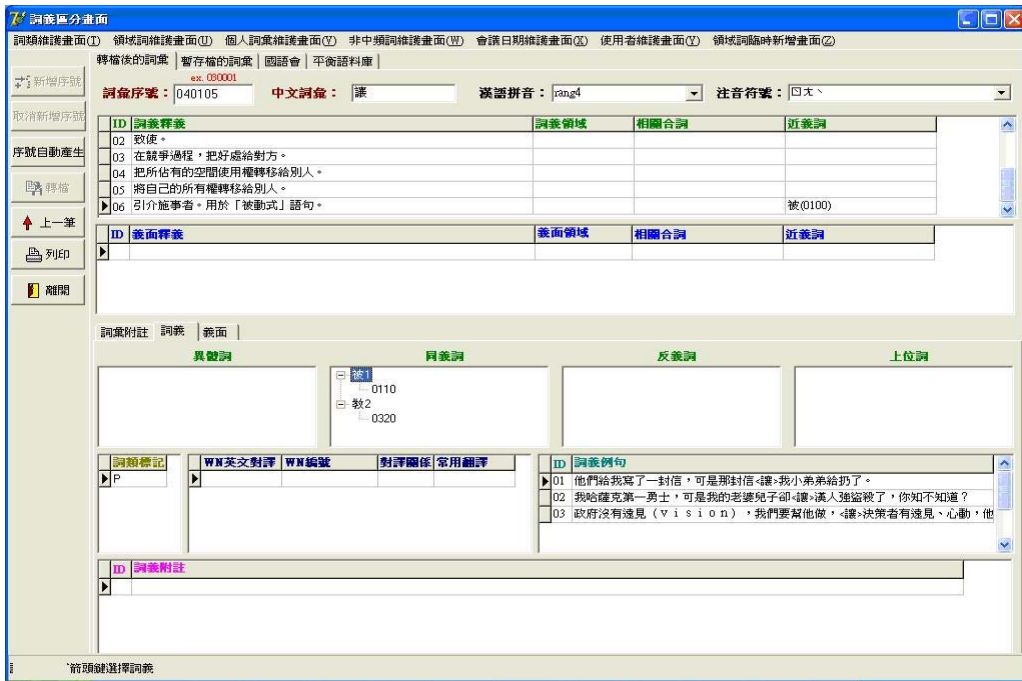 詞義區分畫面
詞類維護畫面(T) 領域詞維護畫面(U) 個人詞彙維護畫面(V) 非中頻詞維護畫面(W) 會議日期維護畫面(X) 使用者維護畫面(Y) 領域詞臨時新增畫面(Z)
轉檔後的詞彙 暫存檔的詞彙 國語會 平衡語料庫
新增序號
取消新增序號
序號自動產生
轉檔
上一筆
列印
離開
ex. 030001
詞彙序號： 040105 中文詞彙： 讓 漢語拼音： rang4 注音符號： ㄖㄤˋ
ID 詞義釋義 詞義領域 相關合詞 近義詞
02 致使。
03 在競爭過程，把好處給對方。
04 把所佔有的空間使用權轉移給別人。
05 將自己的所有權轉移給別人。
06 引介施事者。用於「被動式」語句。 被(0100)
ID 義面釋義 義面領域 相關合詞 近義詞
詞彙附註 詞義 義面
異體詞 同義詞 反義詞 上位詞
被1
0110
教2
0320
詞類標記 WN英文對譯 WN編號 對譯關係 常用翻譯 ID 詞義例句
P
01 他們給我寫了一封信，可是那封信<讓>我小弟弟給扔了。
02 我哈薩克第一勇士，可是我的老婆兒子卻<讓>漢人強盜殺了，你知不知道？
03 政府沒有遠見（ｖｉｓｉｏｎ），我們要幫他做，<讓>決策者有遠見、心動，他
ID 詞義附註
箭頭鍵選擇詞義